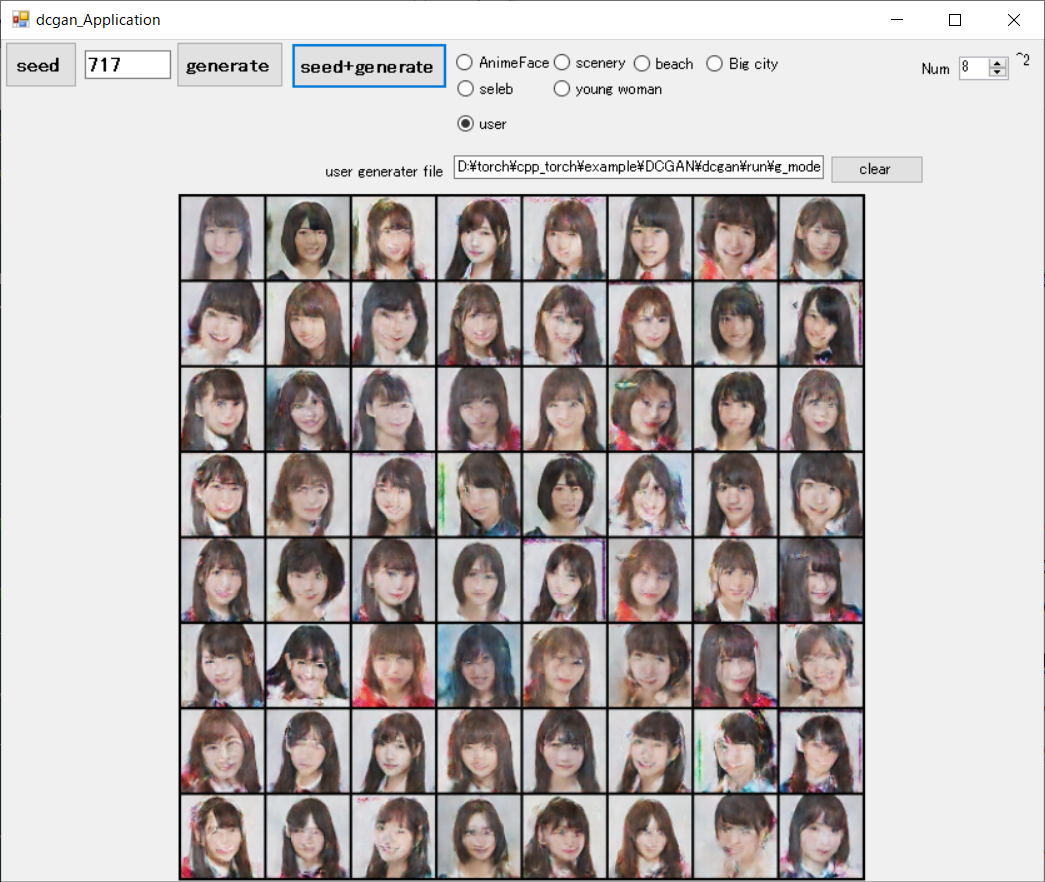 dcgan_Application
seed 717 generate seed+generate AnimeFace scenery beach Big city Num 8 ^2
seleb young woman
user
user generater file D:¥torch¥cpp_torch¥example¥DCGAN¥dcgan¥run¥g_mode clear